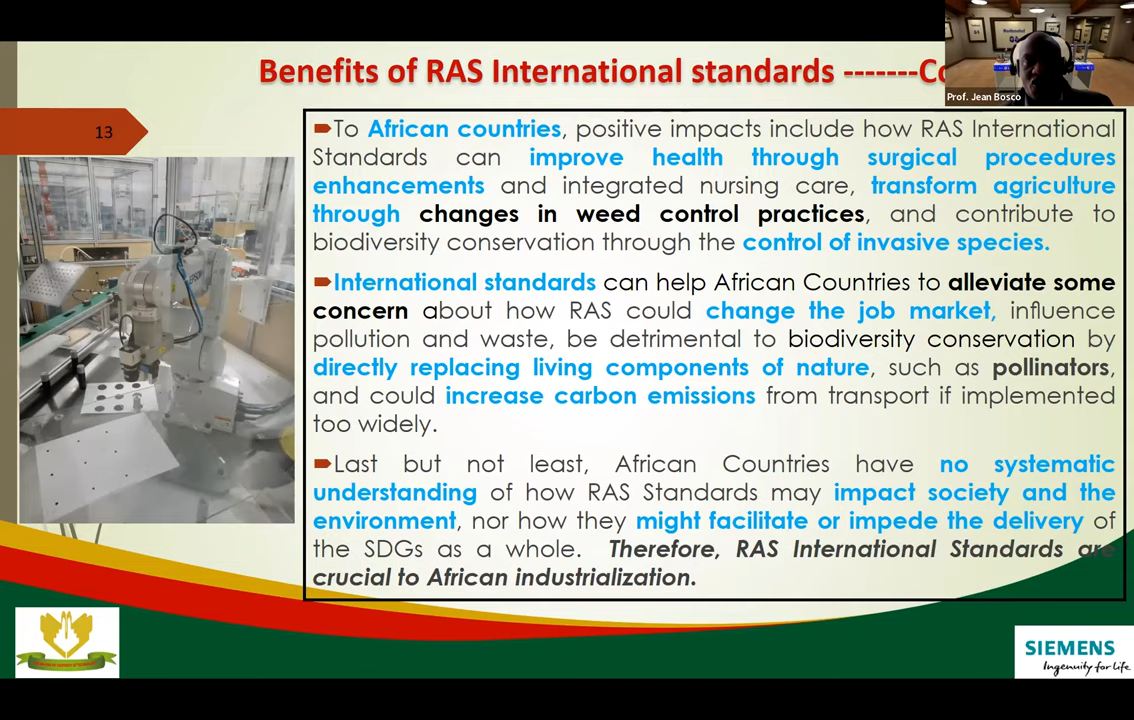 Benefits of RAS International standards -------Co
Prof. Jean Bosco
13
To African countries, positive impacts include how RAS International
Standards can improve health through surgical procedures
enhancements and integrated nursing care, transform agriculture
through changes in weed control practices, and contribute to
biodiversity conservation through the control of invasive species.
International standards can help African Countries to alleviate some
concern about how RAS could change the job market, influence
pollution and waste, be detrimental to biodiversity conservation by
directly replacing living components of nature, such as pollinators,
and could increase carbon emissions from transport if implemented
too widely.
Last but not least, African Countries have no systematic
understanding of how RAS Standards may impact society and the
environment, nor how they might facilitate or impede the delivery of
the SDGs as a whole. Therefore, RAS International Standards are
crucial to African industrialization.
SIEMENS
Ingenuity for life